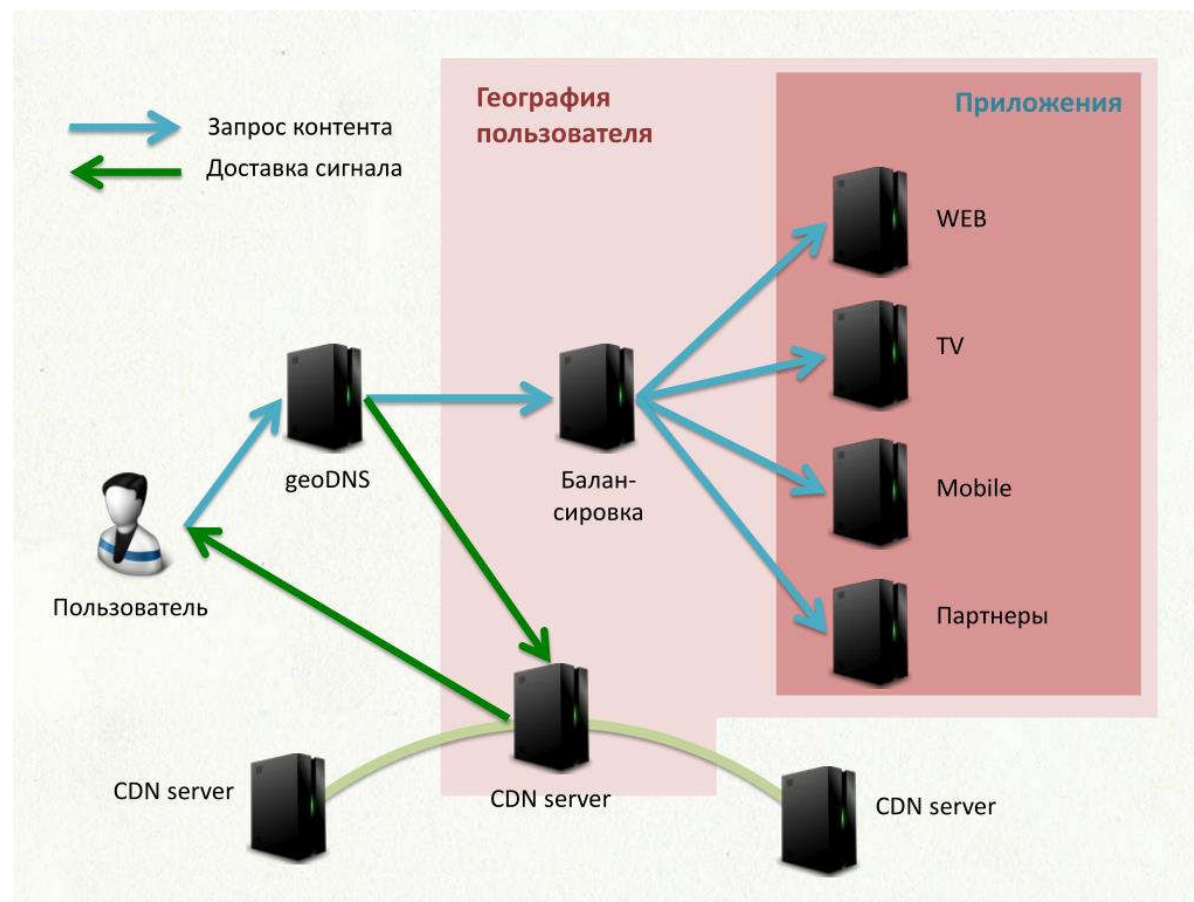 География
пользователя
Приложения
Запрос контента
Доставка сигнала
WEB
TV
geoDNS
Балан-
сировка
Mobile
Пользователь
Партнеры
CDN server
CDN server
CDN server